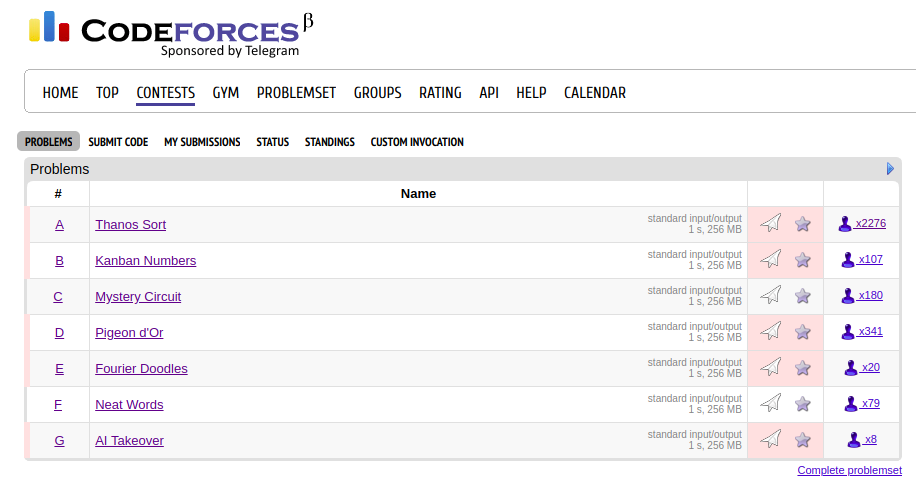 CODEFORCES β
Sponsored by Telegram
HOME TOP CONTESTS GYM PROBLEMSET GROUPS RATING API HELP CALENDAR
PROBLEMS SUBMIT CODE MY SUBMISSIONS STATUS STANDINGS CUSTOM INVOCATION
Problems
# Name
A Thanos Sort standard input/output x2276
1 s, 256 MB
B Kanban Numbers standard input/output x107
1 s, 256 MB
C Mystery Circuit standard input/output x180
1 s, 256 MB
D Pigeon d'Or standard input/output x341
1 s, 256 MB
E Fourier Doodles standard input/output x20
1 s, 256 MB
F Neat Words standard input/output x79
1 s, 256 MB
G AI Takeover standard input/output x8
1 s, 256 MB
Complete problemset